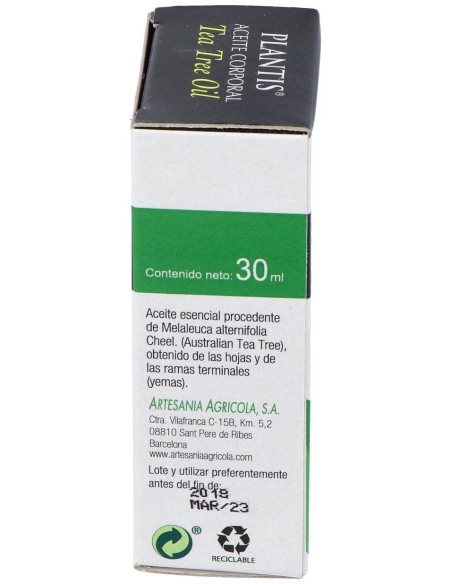 PLANTIS®
ACEITE CORPORAL
Tea Tree Oil
Contenido neto: 30 ml
Aceite esencial procedente
de Melaleuca alternifolia
Cheel. (Australian Tea Tree),
obtenido de las hojas y de
las ramas terminales
(yemas).
ARTESANIA AGRICOLA, S.A.
Ctra. Vilafranca C-15B, Km. 5,2
08810 Sant Pere de Ribes
Barcelona
www.artesaniaagricola.com
Lote y utilizar preferentemente
antes del fin de:
2018
MAR/23
®
RECICLABLE